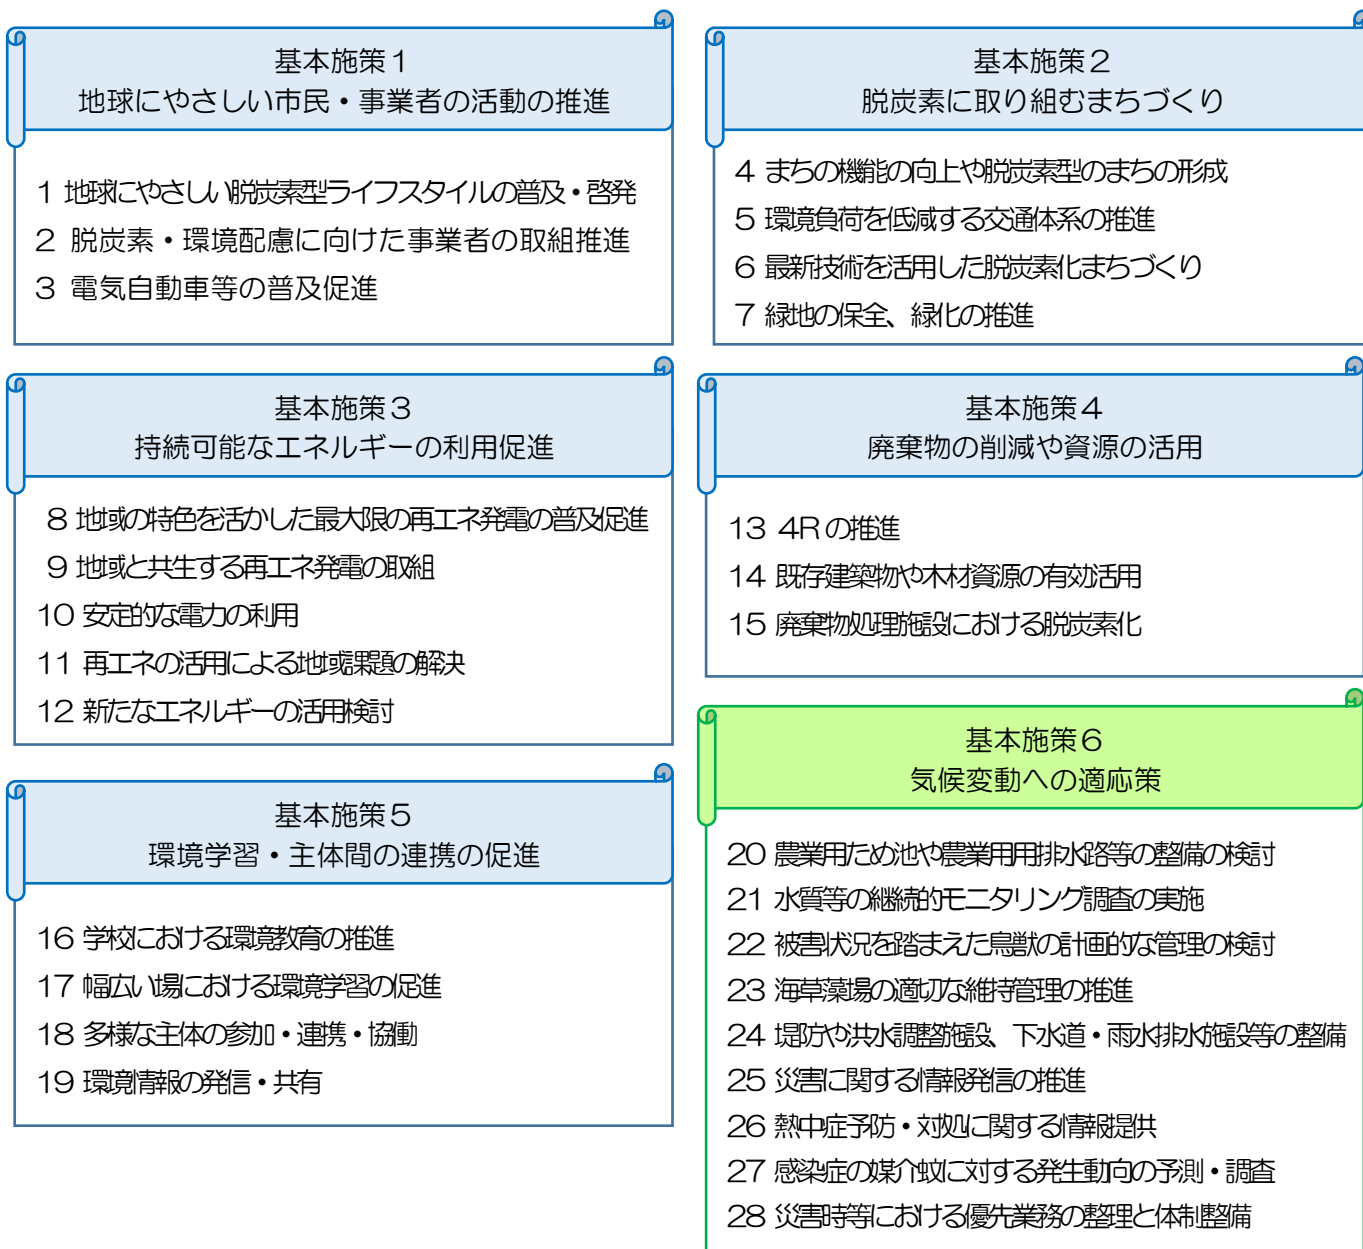 基本施策１
地球にやさしい市民・事業者の活動の推進
1 地球にやさしい脱炭素型ライフスタイルの普及・啓発
2 脱炭素・環境配慮に向けた事業者の取組推進
3 電気自動車等の普及促進
基本施策２
脱炭素に取り組むまちづくり
4 まちの機能の向上や脱炭素型のまちの形成
5 環境負荷を低減する交通体系の推進
6 最新技術を活用した脱炭素化まちづくり
7 緑地の保全、緑化の推進
基本施策３
持続可能なエネルギーの利用促進
8 地域の特色を活かした最大限の再エネ発電の普及促進
9 地域と共生する再エネ発電の取組
10 安定的な電力の利用
11 再エネの活用による地域課題の解決
12 新たなエネルギーの活用検討
基本施策４
廃棄物の削減や資源の活用
13 4Rの推進
14 既存建築物や木材資源の有効活用
15 廃棄物処理施設における脱炭素化
基本施策５
環境学習・主体間の連携の促進
16 学校における環境教育の推進
17 幅広い場における環境学習の促進
18 多様な主体の参加・連携・協働
19 環境情報の発信・共有
基本施策６
気候変動への適応策
20 農業用ため池や農業用用排水路等の整備の検討
21 水質等の継続的モニタリング調査の実施
22 被害状況を踏まえた鳥獣の計画的な管理の検討
23 海草藻場の適切な維持管理の推進
24 堤防や洪水調整施設、下水道・雨水排水施設等の整備
25 災害に関する情報発信の推進
26 熱中症予防・対処に関する情報提供
27 感染症の媒介蚊に対する発生動向の予測・調査
28 災害時等における優先業務の整理と体制整備